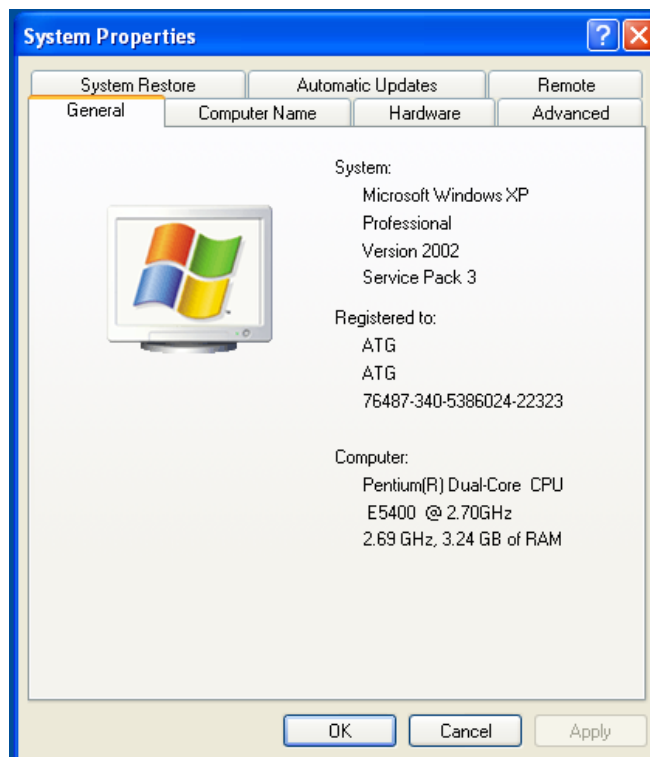 System Properties
System Restore Automatic Updates Remote
General Computer Name Hardware Advanced
System:
Microsoft Windows XP
Professional
Version 2002
Service Pack 3
Registered to:
ATG
ATG
76487-340-5386024-22323
Computer:
Pentium(R) Dual-Core CPU
E5400 @ 2.70GHz
2.69 GHz, 3.24 GB of RAM
OK Cancel Apply